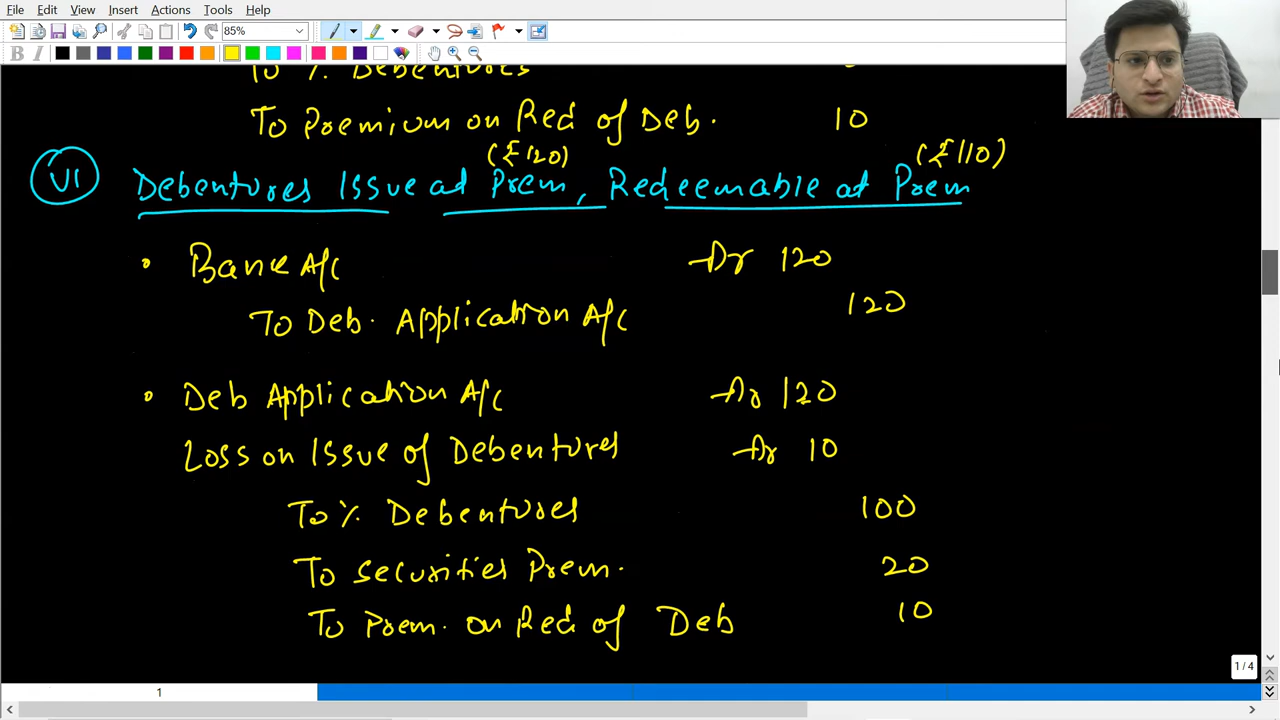 File Edit View Insert Actions Tools Help
85%
B I U
To % Debentures
To Premium on Red of Deb. 10
(₹120) (₹110)
VI Debentures Issue at Prem, Redeemable at Prem
• Bank A/c Dr 120
To Deb. Application A/c 120
• Deb Application A/c Dr 120
Loss on Issue of Debentures Dr 10
To % Debentures 100
To Securities Prem. 20
To Prem. on Red of Deb 10
1/4
1